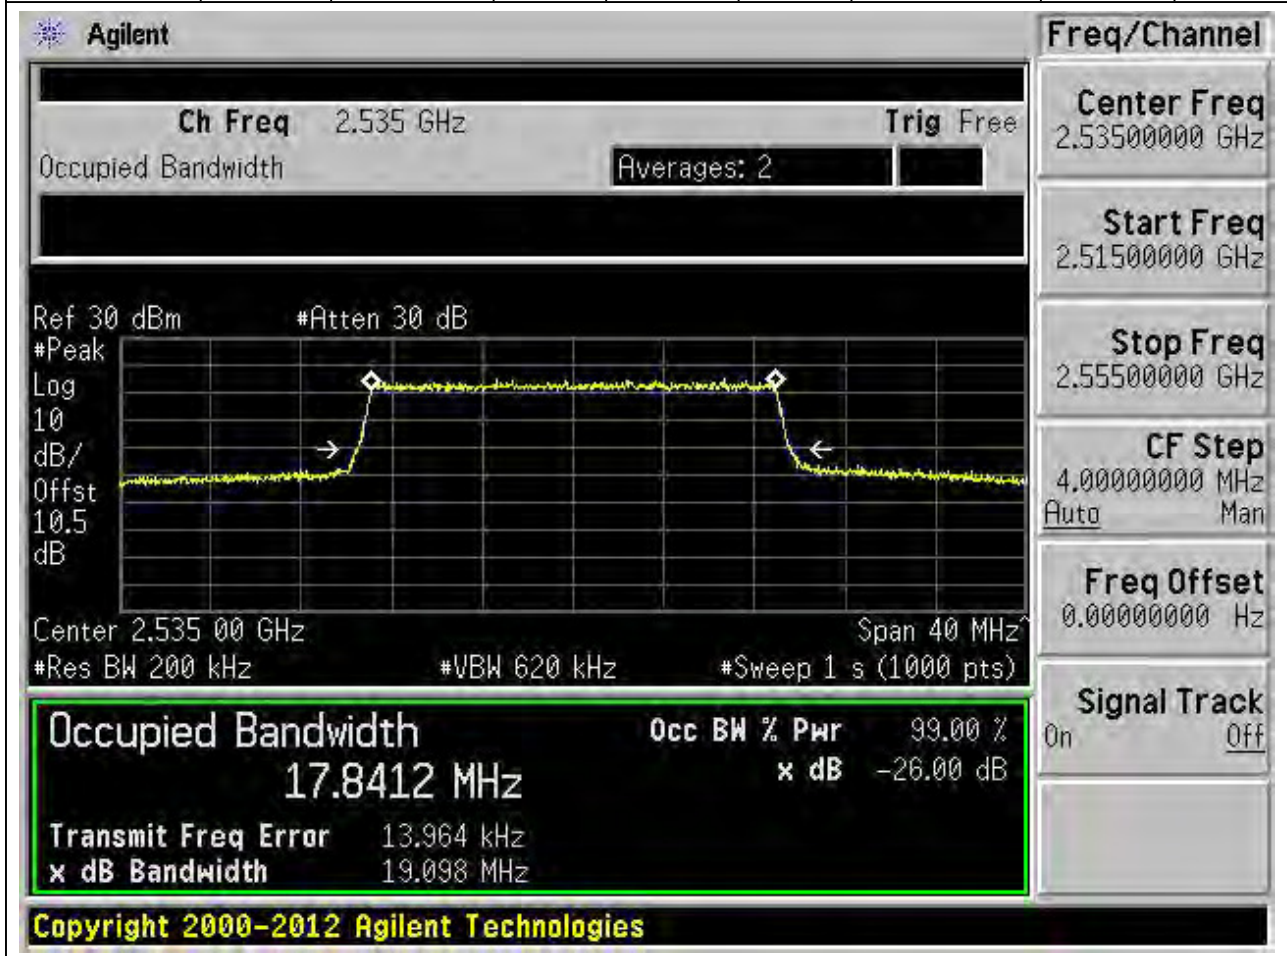 Agilent
Freq/Channel
Ch Freq 2.535 GHz Trig Free
Occupied Bandwidth Averages: 2
Center Freq
2.53500000 GHz
Start Freq
2.51500000 GHz
Stop Freq
2.55500000 GHz
CF Step
4.00000000 MHz
Auto Man
Freq Offset
0.00000000 Hz
Signal Track
On Off
Ref 30 dBm #Atten 30 dB
#Peak
Log
10
dB/
Offst
10.5
dB
Center 2.535 00 GHz Span 40 MHz^
#Res BW 200 kHz #VBW 620 kHz #Sweep 1 s (1000 pts)
Occupied Bandwidth Occ BW % Pwr 99.00 %
17.8412 MHz x dB -26.00 dB
Transmit Freq Error 13.964 kHz
x dB Bandwidth 19.098 MHz
Copyright 2000-2012 Agilent Technologies